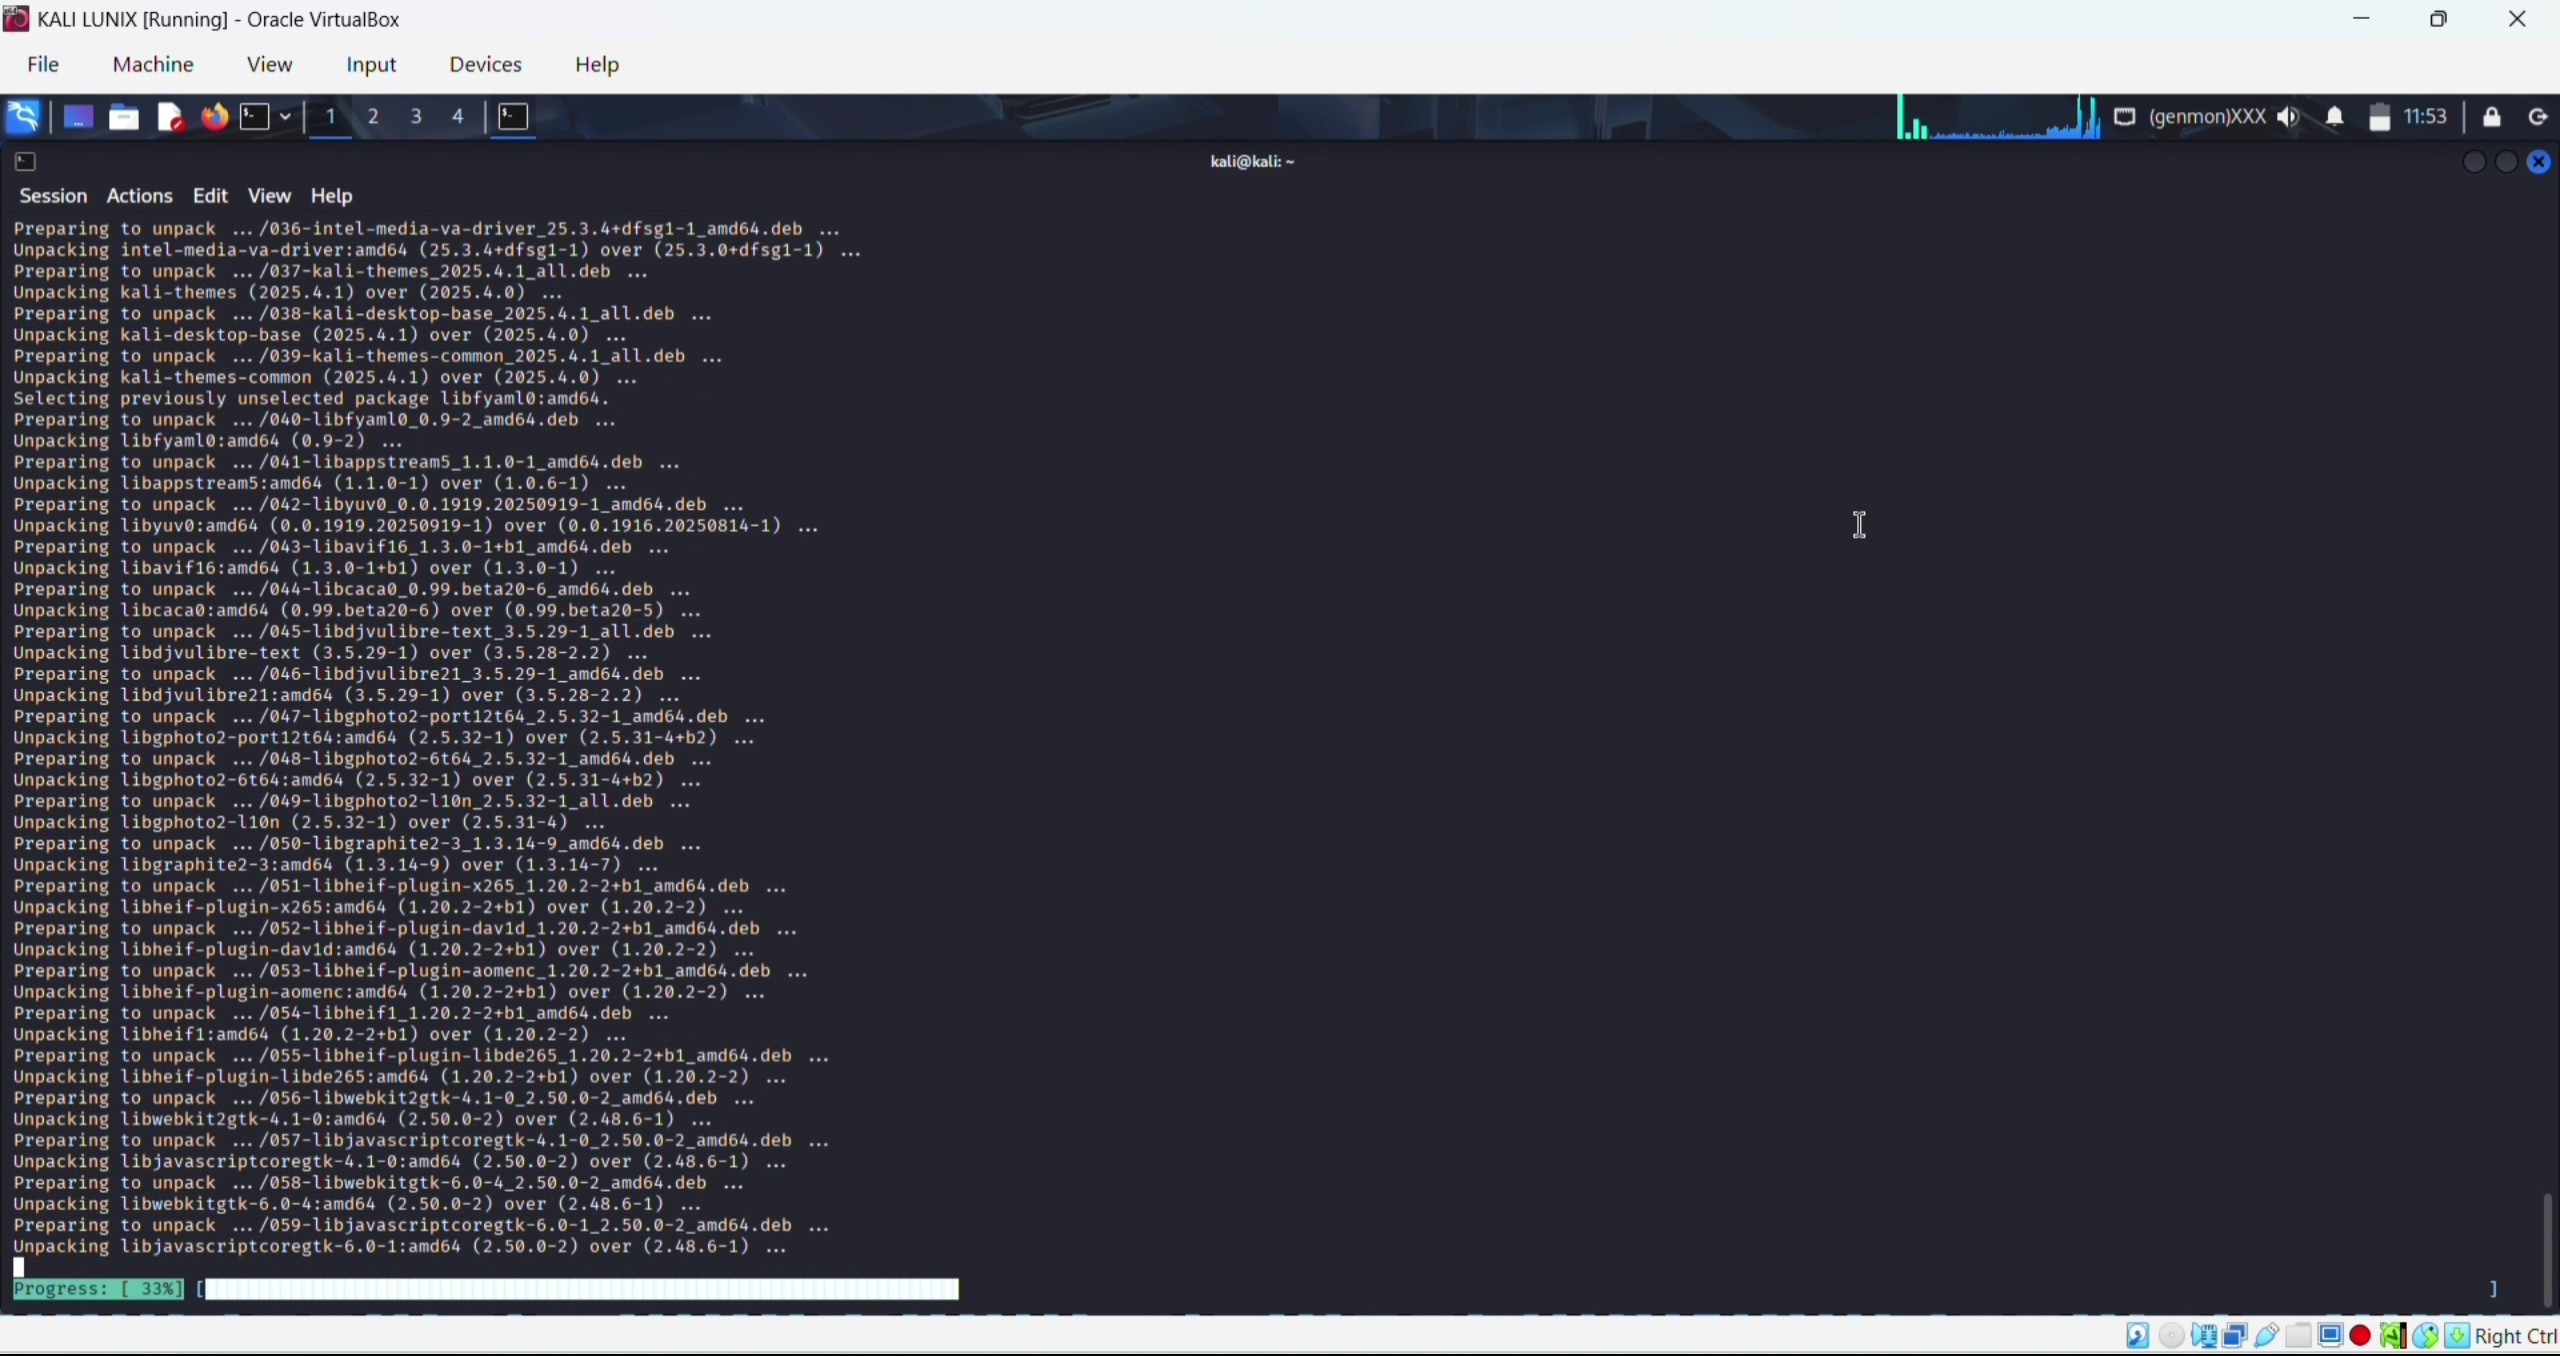 KALI LUNIX [Running] - Oracle VirtualBox
File Machine View Input Devices Help
1 2 3 4 (genmon)XXX 11:53
kali@kali: ~
Session Actions Edit View Help
Preparing to unpack .../036-intel-media-va-driver_25.3.4+dfsg1-1_amd64.deb ...
Unpacking intel-media-va-driver:amd64 (25.3.4+dfsg1-1) over (25.3.0+dfsg1-1) ...
Preparing to unpack .../037-kali-themes_2025.4.1_all.deb ...
Unpacking kali-themes (2025.4.1) over (2025.4.0) ...
Preparing to unpack .../038-kali-desktop-base_2025.4.1_all.deb ...
Unpacking kali-desktop-base (2025.4.1) over (2025.4.0) ...
Preparing to unpack .../039-kali-themes-common_2025.4.1_all.deb ...
Unpacking kali-themes-common (2025.4.1) over (2025.4.0) ...
Selecting previously unselected package libfyaml0:amd64.
Preparing to unpack .../040-libfyaml0_0.9-2_amd64.deb ...
Unpacking libfyaml0:amd64 (0.9-2) ...
Preparing to unpack .../041-libappstream5_1.1.0-1_amd64.deb ...
Unpacking libappstream5:amd64 (1.1.0-1) over (1.0.6-1) ...
Preparing to unpack .../042-libyuv0_0.0.1919.20250919-1_amd64.deb ...
Unpacking libyuv0:amd64 (0.0.1919.20250919-1) over (0.0.1916.20250814-1) ...
Preparing to unpack .../043-libavif16_1.3.0-1+b1_amd64.deb ...
Unpacking libavif16:amd64 (1.3.0-1+b1) over (1.3.0-1) ...
Preparing to unpack .../044-libcaca0_0.99.beta20-6_amd64.deb ...
Unpacking libcaca0:amd64 (0.99.beta20-6) over (0.99.beta20-5) ...
Preparing to unpack .../045-libdjvulibre-text_3.5.29-1_all.deb ...
Unpacking libdjvulibre-text (3.5.29-1) over (3.5.28-2.2) ...
Preparing to unpack .../046-libdjvulibre21_3.5.29-1_amd64.deb ...
Unpacking libdjvulibre21:amd64 (3.5.29-1) over (3.5.28-2.2) ...
Preparing to unpack .../047-libgphoto2-port12t64_2.5.32-1_amd64.deb ...
Unpacking libgphoto2-port12t64:amd64 (2.5.32-1) over (2.5.31-4+b2) ...
Preparing to unpack .../048-libgphoto2-6t64_2.5.32-1_amd64.deb ...
Unpacking libgphoto2-6t64:amd64 (2.5.32-1) over (2.5.31-4+b2) ...
Preparing to unpack .../049-libgphoto2-l10n_2.5.32-1_all.deb ...
Unpacking libgphoto2-l10n (2.5.32-1) over (2.5.31-4) ...
Preparing to unpack .../050-libgraphite2-3_1.3.14-9_amd64.deb ...
Unpacking libgraphite2-3:amd64 (1.3.14-9) over (1.3.14-7) ...
Preparing to unpack .../051-libheif-plugin-x265_1.20.2-2+b1_amd64.deb ...
Unpacking libheif-plugin-x265:amd64 (1.20.2-2+b1) over (1.20.2-2) ...
Preparing to unpack .../052-libheif-plugin-dav1d_1.20.2-2+b1_amd64.deb ...
Unpacking libheif-plugin-dav1d:amd64 (1.20.2-2+b1) over (1.20.2-2) ...
Preparing to unpack .../053-libheif-plugin-aomenc_1.20.2-2+b1_amd64.deb ...
Unpacking libheif-plugin-aomenc:amd64 (1.20.2-2+b1) over (1.20.2-2) ...
Preparing to unpack .../054-libheif1_1.20.2-2+b1_amd64.deb ...
Unpacking libheif1:amd64 (1.20.2-2+b1) over (1.20.2-2) ...
Preparing to unpack .../055-libheif-plugin-libde265_1.20.2-2+b1_amd64.deb ...
Unpacking libheif-plugin-libde265:amd64 (1.20.2-2+b1) over (1.20.2-2) ...
Preparing to unpack .../056-libwebkit2gtk-4.1-0_2.50.0-2_amd64.deb ...
Unpacking libwebkit2gtk-4.1-0:amd64 (2.50.0-2) over (2.48.6-1) ...
Preparing to unpack .../057-libjavascriptcoregtk-4.1-0_2.50.0-2_amd64.deb ...
Unpacking libjavascriptcoregtk-4.1-0:amd64 (2.50.0-2) over (2.48.6-1) ...
Preparing to unpack .../058-libwebkitgtk-6.0-4_2.50.0-2_amd64.deb ...
Unpacking libwebkitgtk-6.0-4:amd64 (2.50.0-2) over (2.48.6-1) ...
Preparing to unpack .../059-libjavascriptcoregtk-6.0-1_2.50.0-2_amd64.deb ...
Unpacking libjavascriptcoregtk-6.0-1:amd64 (2.50.0-2) over (2.48.6-1) ...
Progress: [ 33%] [ ]
Right Ctrl